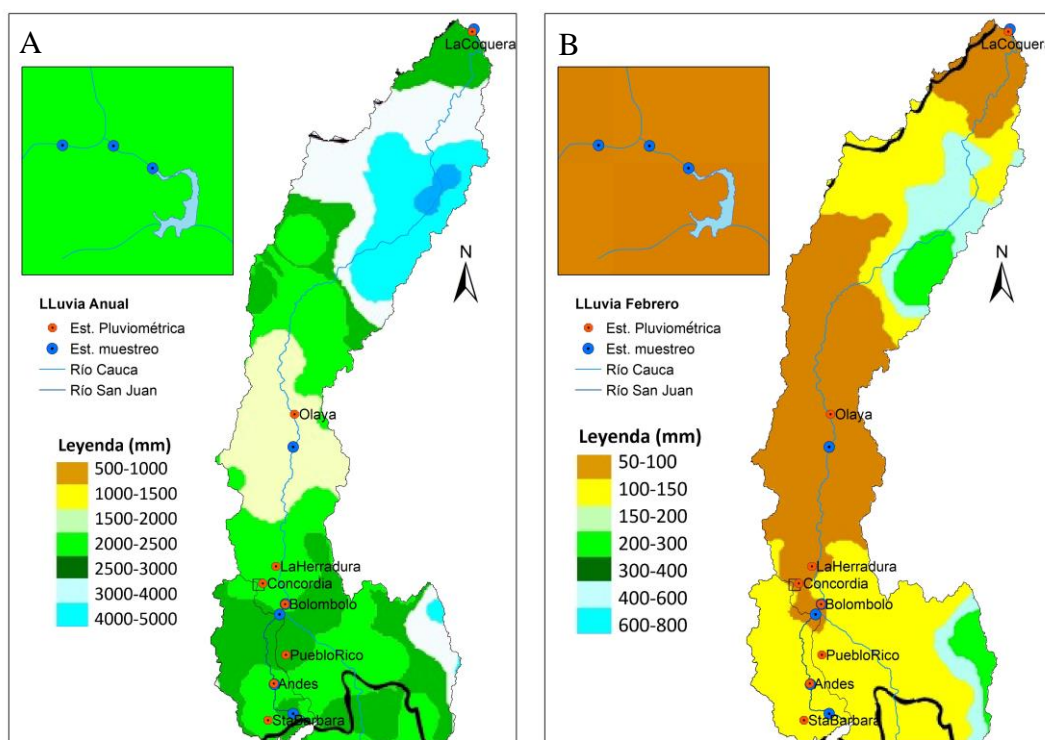 A
LaCoquera
N
LLuvia Anual
Est. Pluviométrica
Est. muestreo
Río Cauca
Río San Juan
Olaya
Leyenda (mm)
500-1000
1000-1500
1500-2000
2000-2500
2500-3000
3000-4000
4000-5000
LaHerradura
Concordia
Bolombolo
PuebloRico
Andes
StaBarbara
B
LaCoquera
N
LLuvia Febrero
Est. Pluviométrica
Est. muestreo
Río Cauca
Río San Juan
Olaya
Leyenda (mm)
50-100
100-150
150-200
200-300
300-400
400-600
600-800
LaHerradura
Concordia
Bolombolo
PuebloRico
Andes
StaBarbara